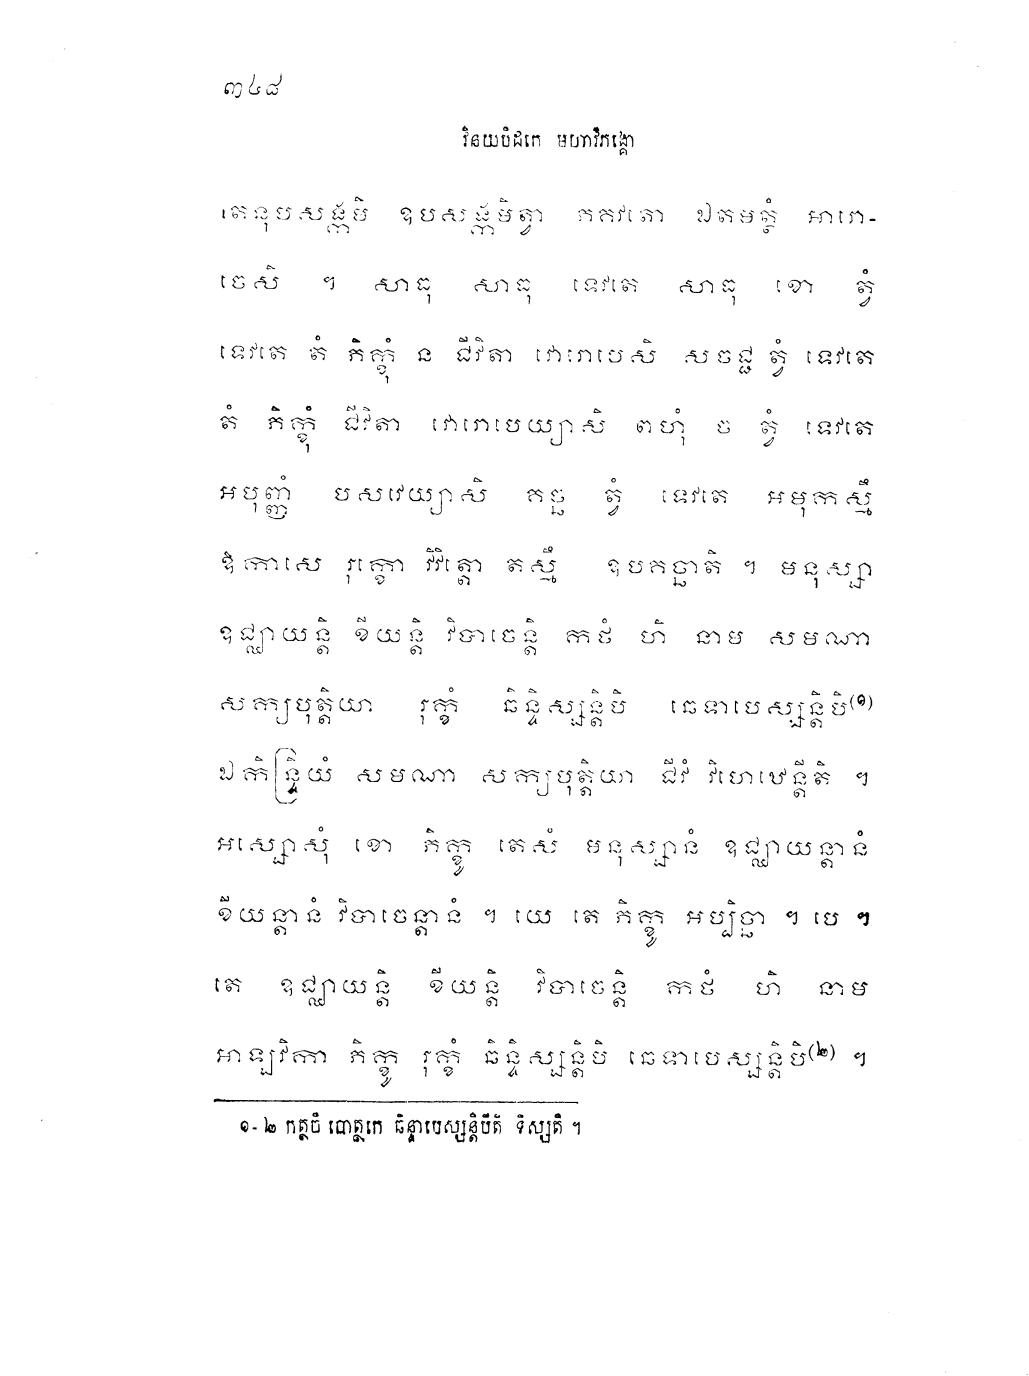 ៣៤៨
វិនយបិដកេ មហាវិភង្គោ
តេនុបសង្កមិ ឧបសង្កមិត្វា ភគវតោ ឯតមត្ថំ អារោ-
ចេសិ ។ សាធុ សាធុ ទេវតេ សាធុ ខោ ត្វំ
ទេវតេ តំ ភិក្ខុំ ន ជីវិតា វោរោបេសិ សចជ្ជ ត្វំ ទេវតេ
តំ ភិក្ខុំ ជីវិតា វោរោបេយ្យាសិ ពហុំ ច ត្វំ ទេវតេ
អបុញ្ញំ បសវេយ្យាសិ គច្ឆ ត្វំ ទេវតេ អមុកស្មឹ
ឱកាសេ រុក្ខោ វិវិត្តោ តស្មឹ ឧបគច្ឆាតិ ។ មនុស្សា
ឧជ្ឈាយន្តិ ខីយន្តិ វិបាចេន្តិ កថំ ហិ នាម សមណា
សក្យបុត្តិយា រុក្ខំ ឆិន្ទិស្សន្តិបិ ឆេទាបេស្សន្តិបិ(១)
ឯកិន្ទ្រិយំ សមណា សក្យបុត្តិយា ជីវំ វិហេឋេន្តីតិ ។
អស្សោសុំ ខោ ភិក្ខូ តេសំ មនុស្សានំ ឧជ្ឈាយន្តានំ
ខីយន្តានំ វិបាចេន្តានំ ។ យេ តេ ភិក្ខូ អប្បិច្ឆា ។ បេ ។
តេ ឧជ្ឈាយន្តិ ខីយន្តិ វិបាចេន្តិ កថំ ហិ នាម
អាឡវិកា ភិក្ខូ រុក្ខំ ឆិន្ទិស្សន្តិបិ ឆេទាបេស្សន្តិបិ(២) ។
១-២ កត្ថចិ បោត្ថកេ ឆិន្ទាបេស្សន្តិបីតិ ទិស្សតិ ។